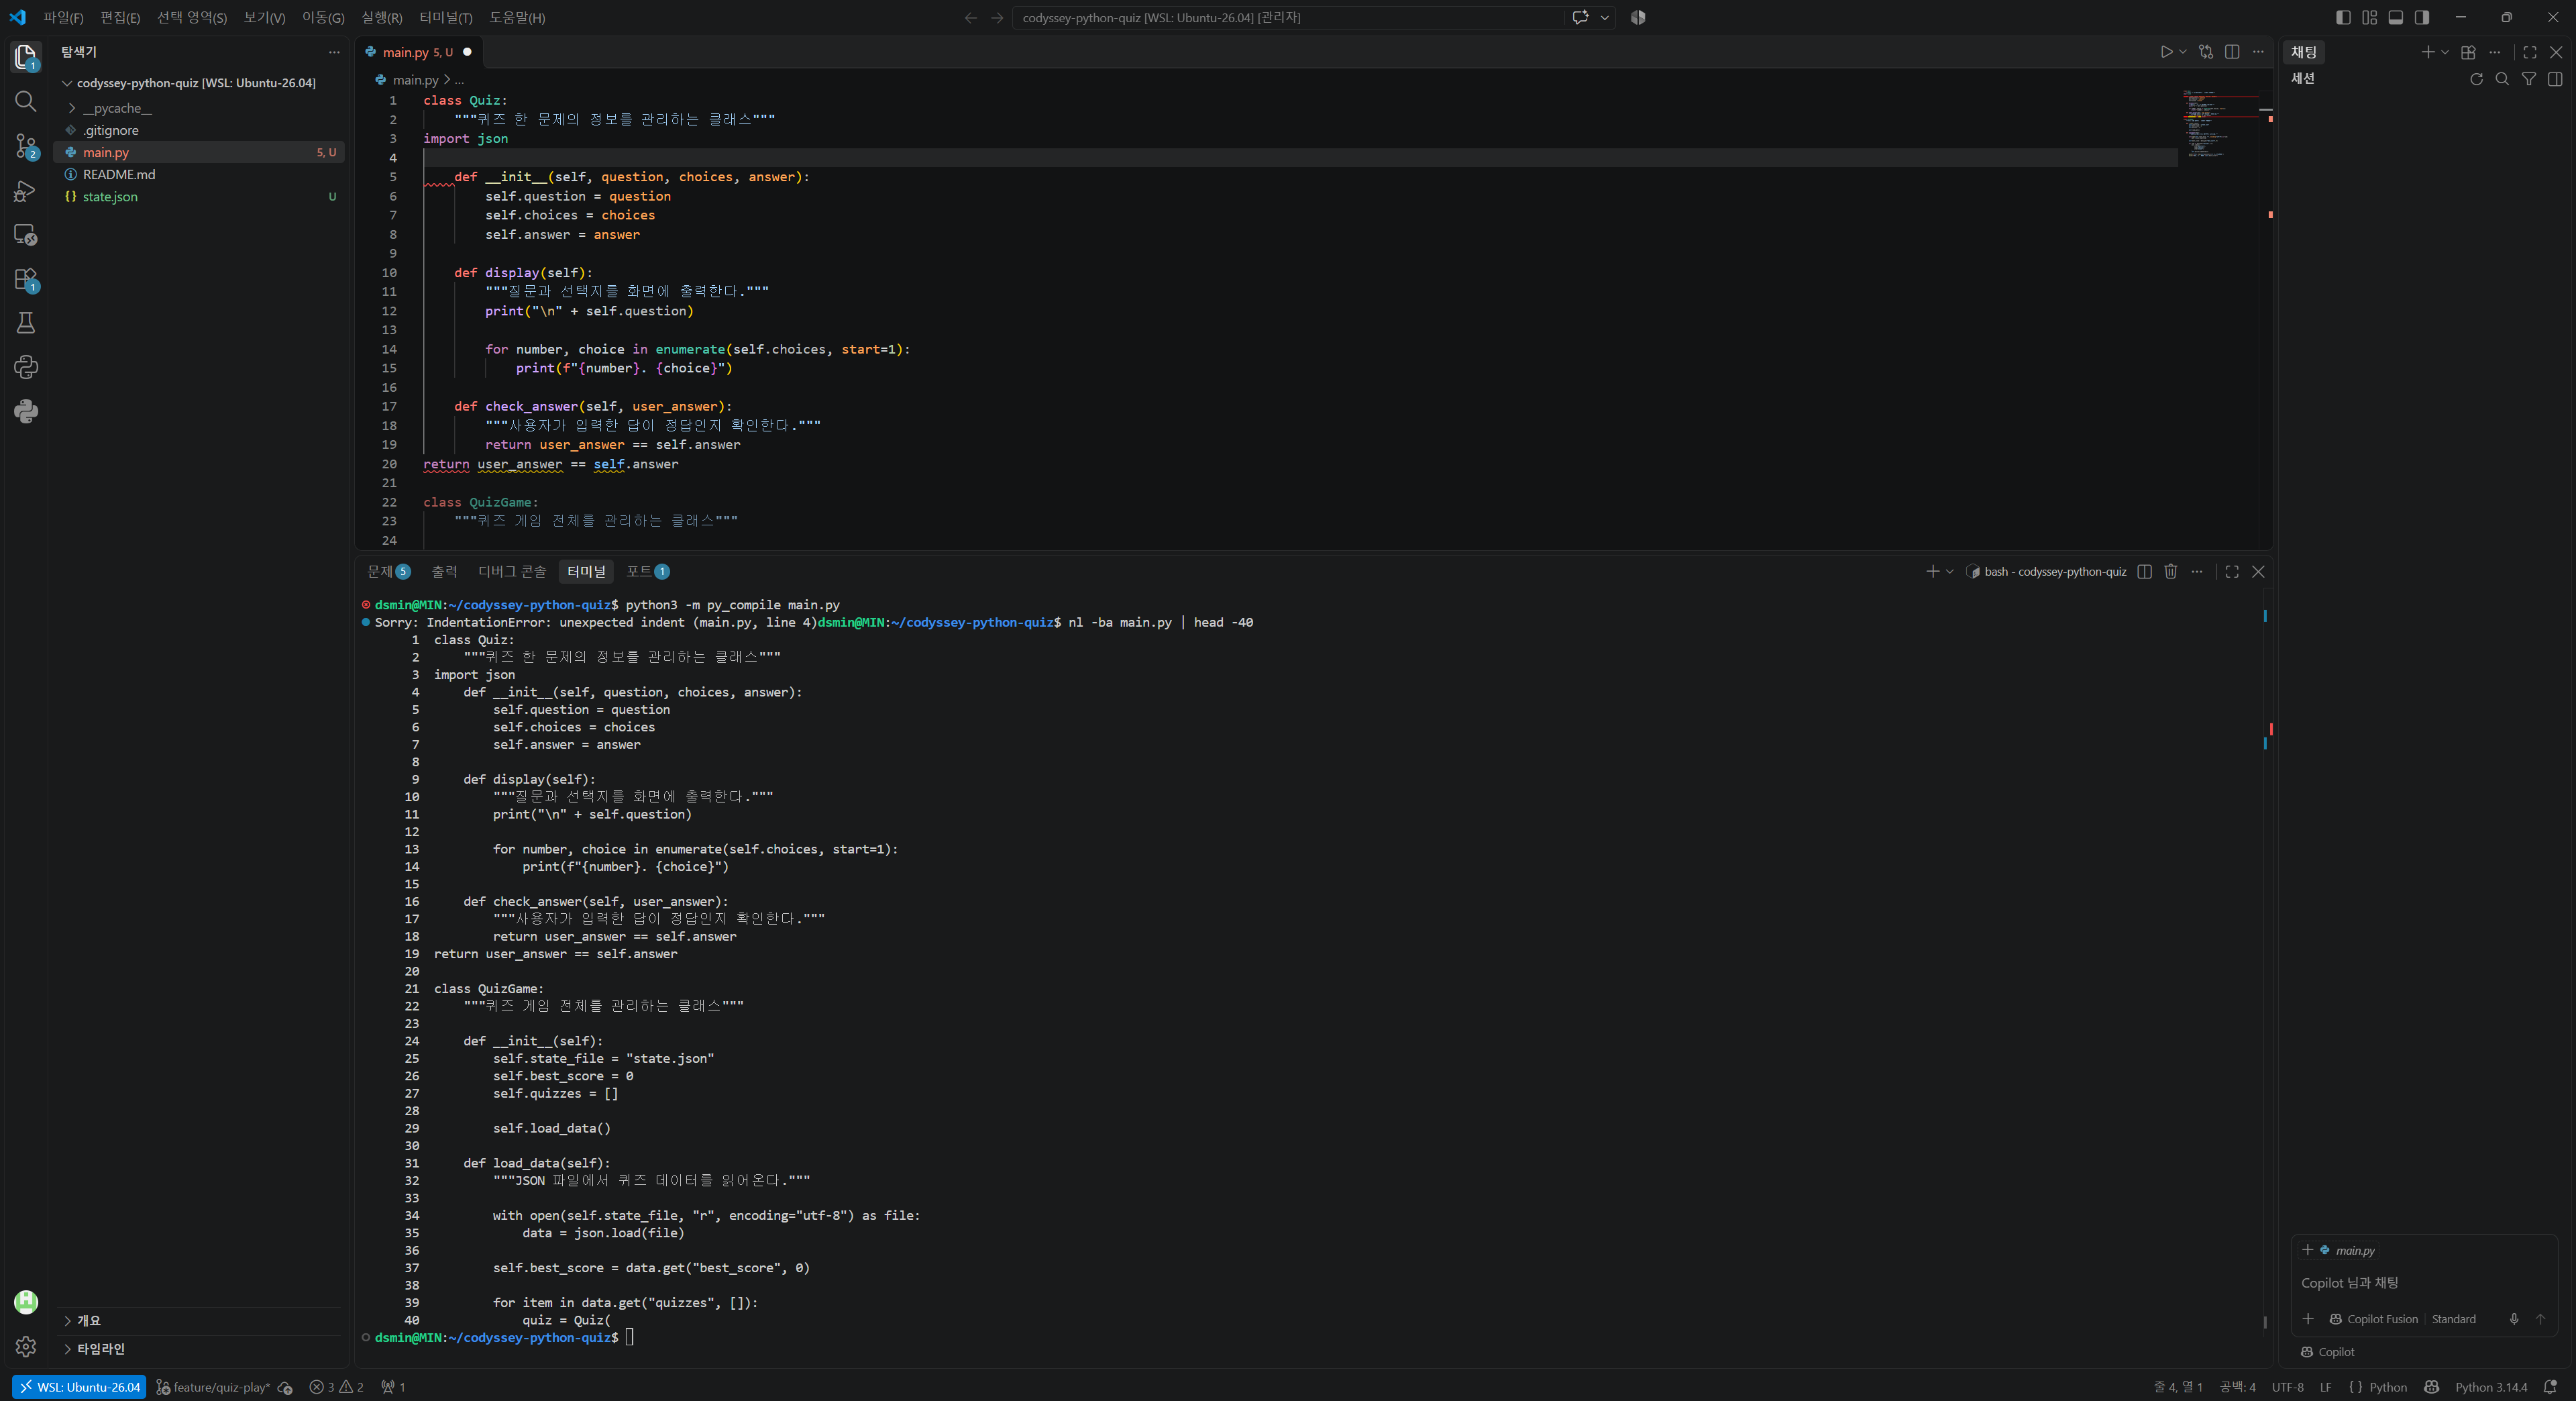 파일(F) 편집(E) 선택 영역(S) 보기(V) 이동(G) 실행(R) 터미널(T) 도움말(H)
codyssey-python-quiz [WSL: Ubuntu-26.04] [관리자]
탐색기
codyssey-python-quiz [WSL: Ubuntu-26.04]
__pycache__
.gitignore
main.py 5, U
README.md
{} state.json U
개요
타임라인
1
2
1
main.py 5, U
main.py > ...
1 class Quiz:
2 """퀴즈 한 문제의 정보를 관리하는 클래스"""
3 import json
4
5 def __init__(self, question, choices, answer):
6 self.question = question
7 self.choices = choices
8 self.answer = answer
9
10 def display(self):
11 """질문과 선택지를 화면에 출력한다."""
12 print("\n" + self.question)
13
14 for number, choice in enumerate(self.choices, start=1):
15 print(f"{number}. {choice}")
16
17 def check_answer(self, user_answer):
18 """사용자가 입력한 답이 정답인지 확인한다."""
19 return user_answer == self.answer
20 return user_answer == self.answer
21
22 class QuizGame:
23 """퀴즈 게임 전체를 관리하는 클래스"""
24
문제 5 출력 디버그 콘솔 터미널 포트 1
bash - codyssey-python-quiz
dsmin@MIN:~/codyssey-python-quiz$ python3 -m py_compile main.py
Sorry: IndentationError: unexpected indent (main.py, line 4)dsmin@MIN:~/codyssey-python-quiz$ nl -ba main.py | head -40
1 class Quiz:
2 """퀴즈 한 문제의 정보를 관리하는 클래스"""
3 import json
4 def __init__(self, question, choices, answer):
5 self.question = question
6 self.choices = choices
7 self.answer = answer
8
9 def display(self):
10 """질문과 선택지를 화면에 출력한다."""
11 print("\n" + self.question)
12
13 for number, choice in enumerate(self.choices, start=1):
14 print(f"{number}. {choice}")
15
16 def check_answer(self, user_answer):
17 """사용자가 입력한 답이 정답인지 확인한다."""
18 return user_answer == self.answer
19 return user_answer == self.answer
20
21 class QuizGame:
22 """퀴즈 게임 전체를 관리하는 클래스"""
23
24 def __init__(self):
25 self.state_file = "state.json"
26 self.best_score = 0
27 self.quizzes = []
28
29 self.load_data()
30
31 def load_data(self):
32 """JSON 파일에서 퀴즈 데이터를 읽어온다."""
33
34 with open(self.state_file, "r", encoding="utf-8") as file:
35 data = json.load(file)
36
37 self.best_score = data.get("best_score", 0)
38
39 for item in data.get("quizzes", []):
40 quiz = Quiz(
dsmin@MIN:~/codyssey-python-quiz$
채팅
세션
main.py
Copilot 님과 채팅
Copilot Fusion Standard
Copilot
WSL: Ubuntu-26.04 feature/quiz-play* 3 2 1
줄 4, 열 1 공백: 4 UTF-8 LF {} Python Python 3.14.4